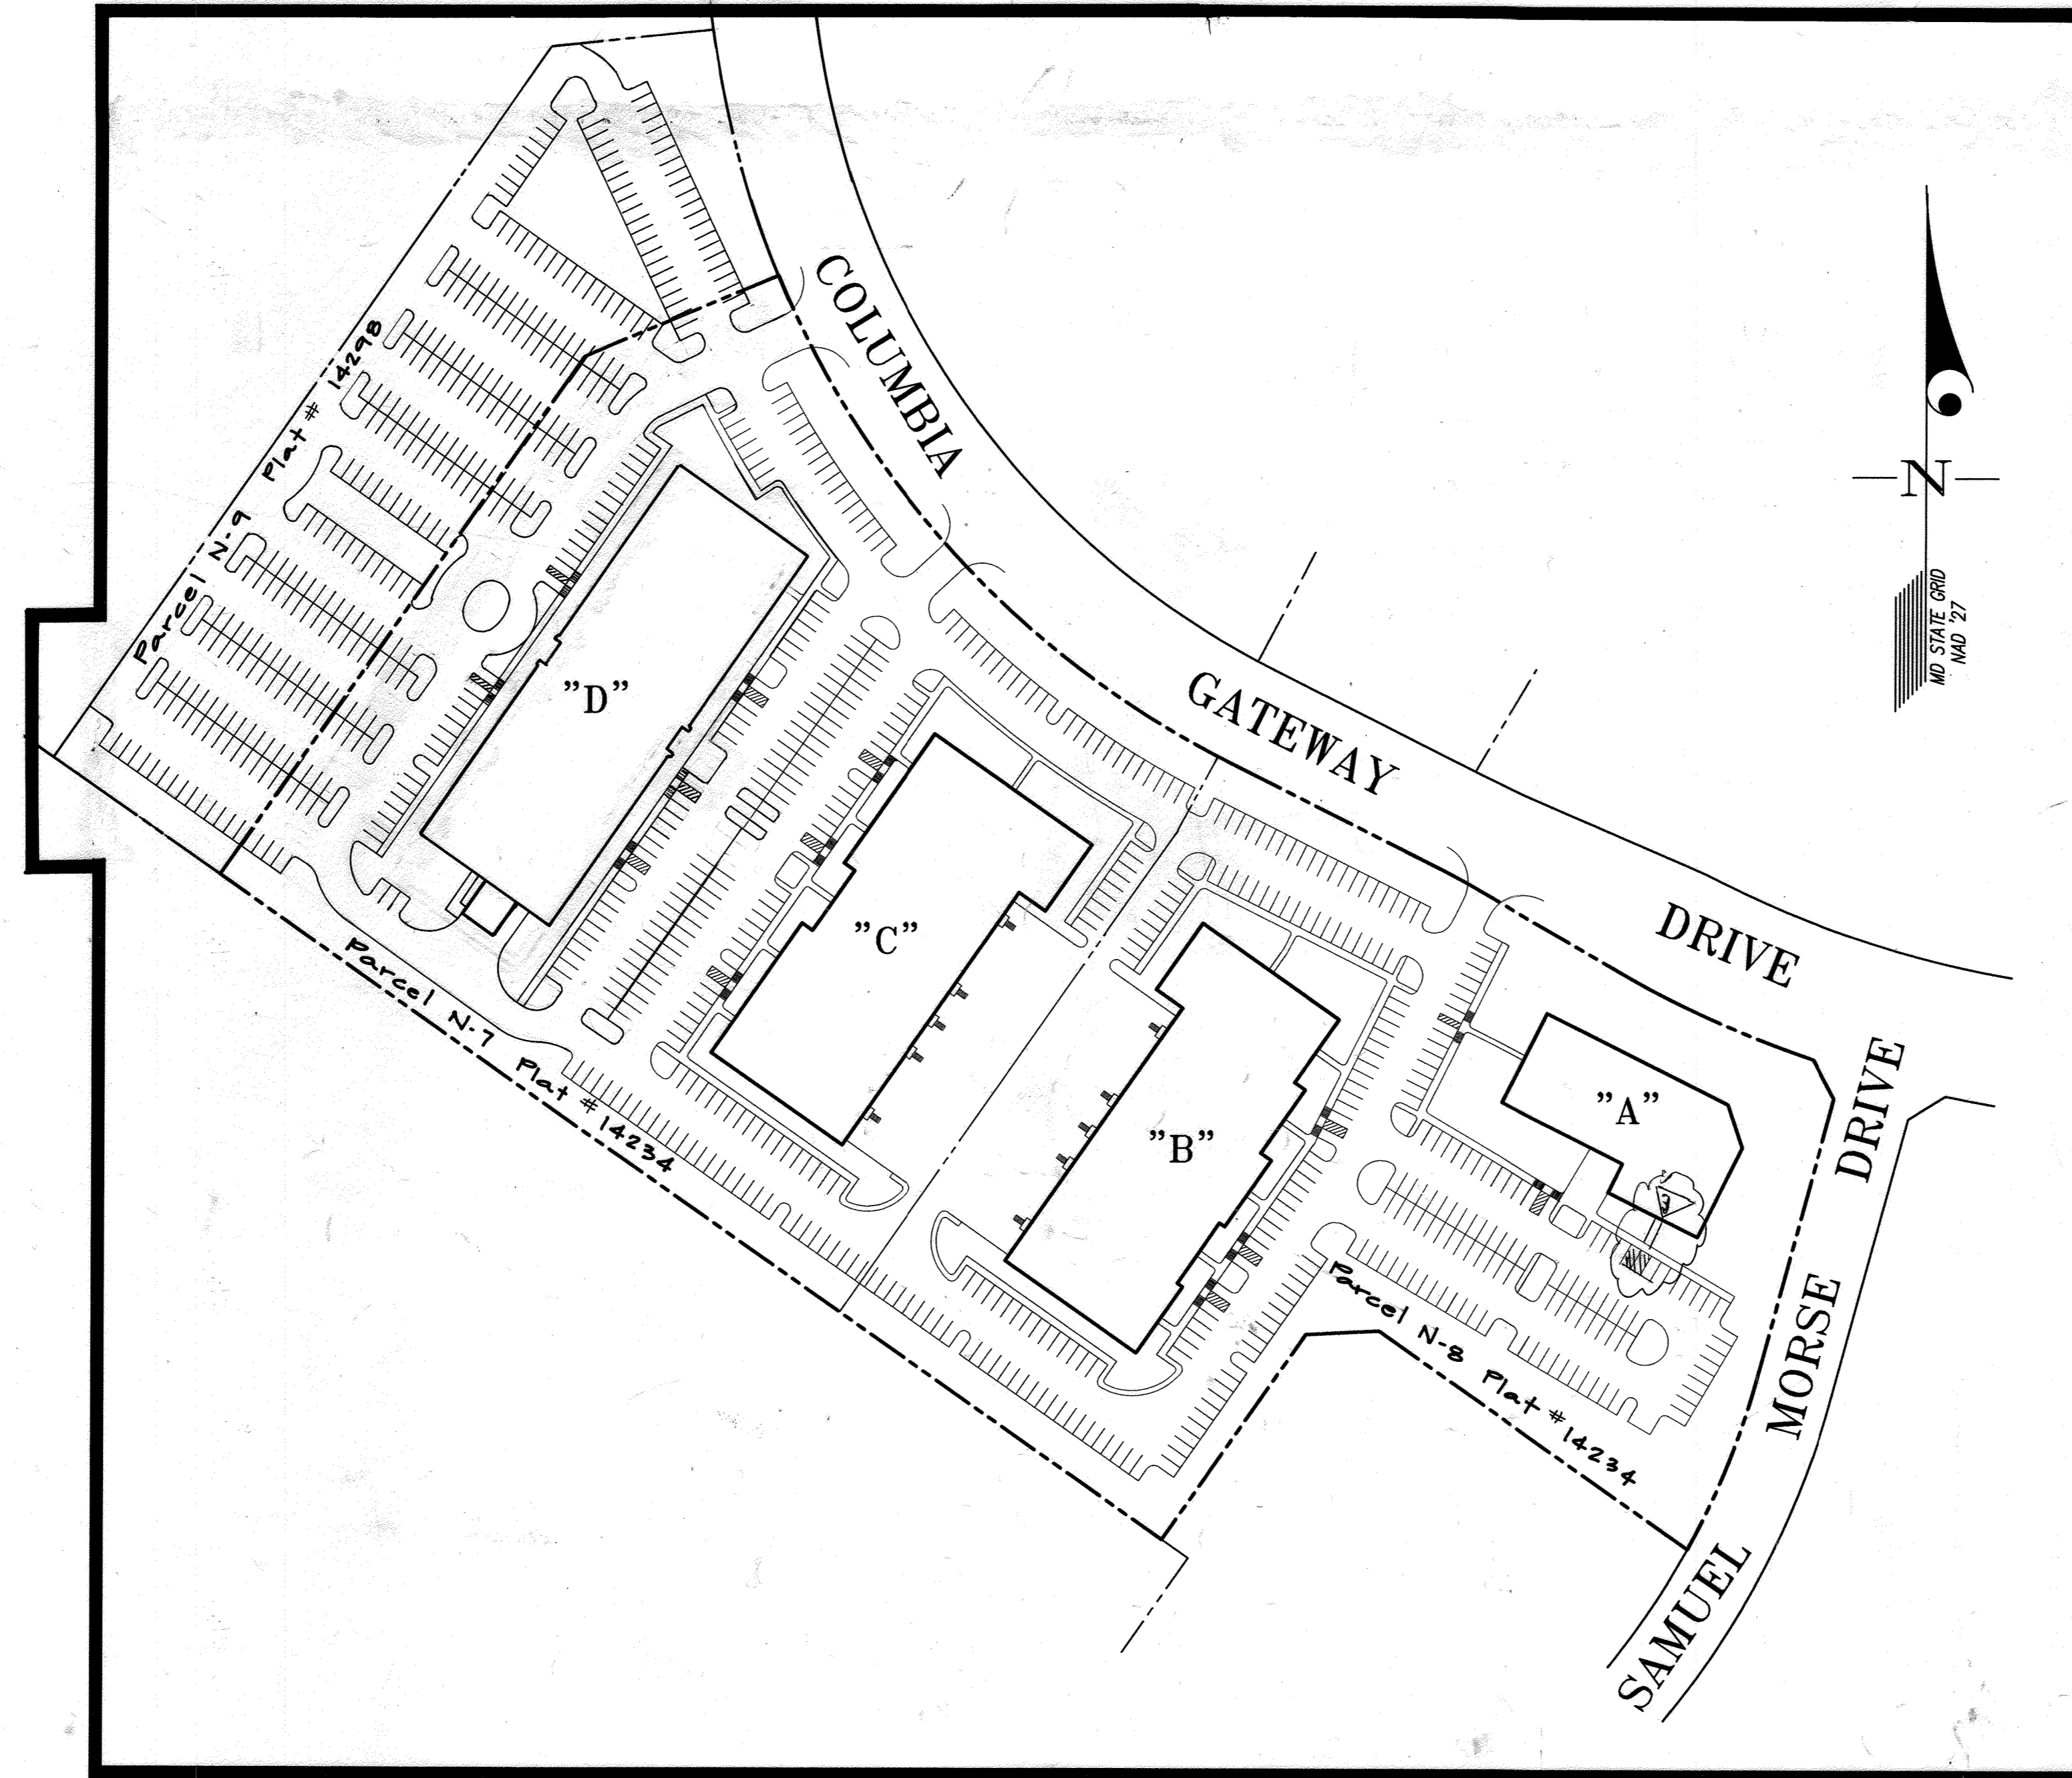 COLUMBIA
GATEWAY
DRIVE
N
MD STATE GRID
NAD '27
Plat # 14298
Parcel N-9
"D"
"C"
"B"
"A"
2
Parcel N-7 Plat # 14234
Parcel N-8 Plat # 14234
SAMUEL MORSE DRIVE